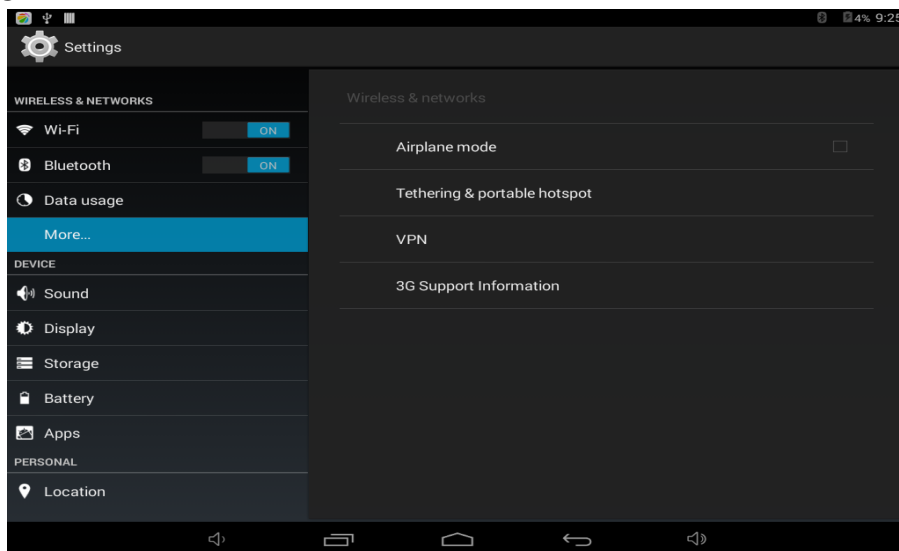 4% 9:25
Settings
WIRELESS & NETWORKS
Wi-Fi ON
Bluetooth ON
Data usage
More...
DEVICE
Sound
Display
Storage
Battery
Apps
PERSONAL
Location
Wireless & networks
Airplane mode
Tethering & portable hotspot
VPN
3G Support Information